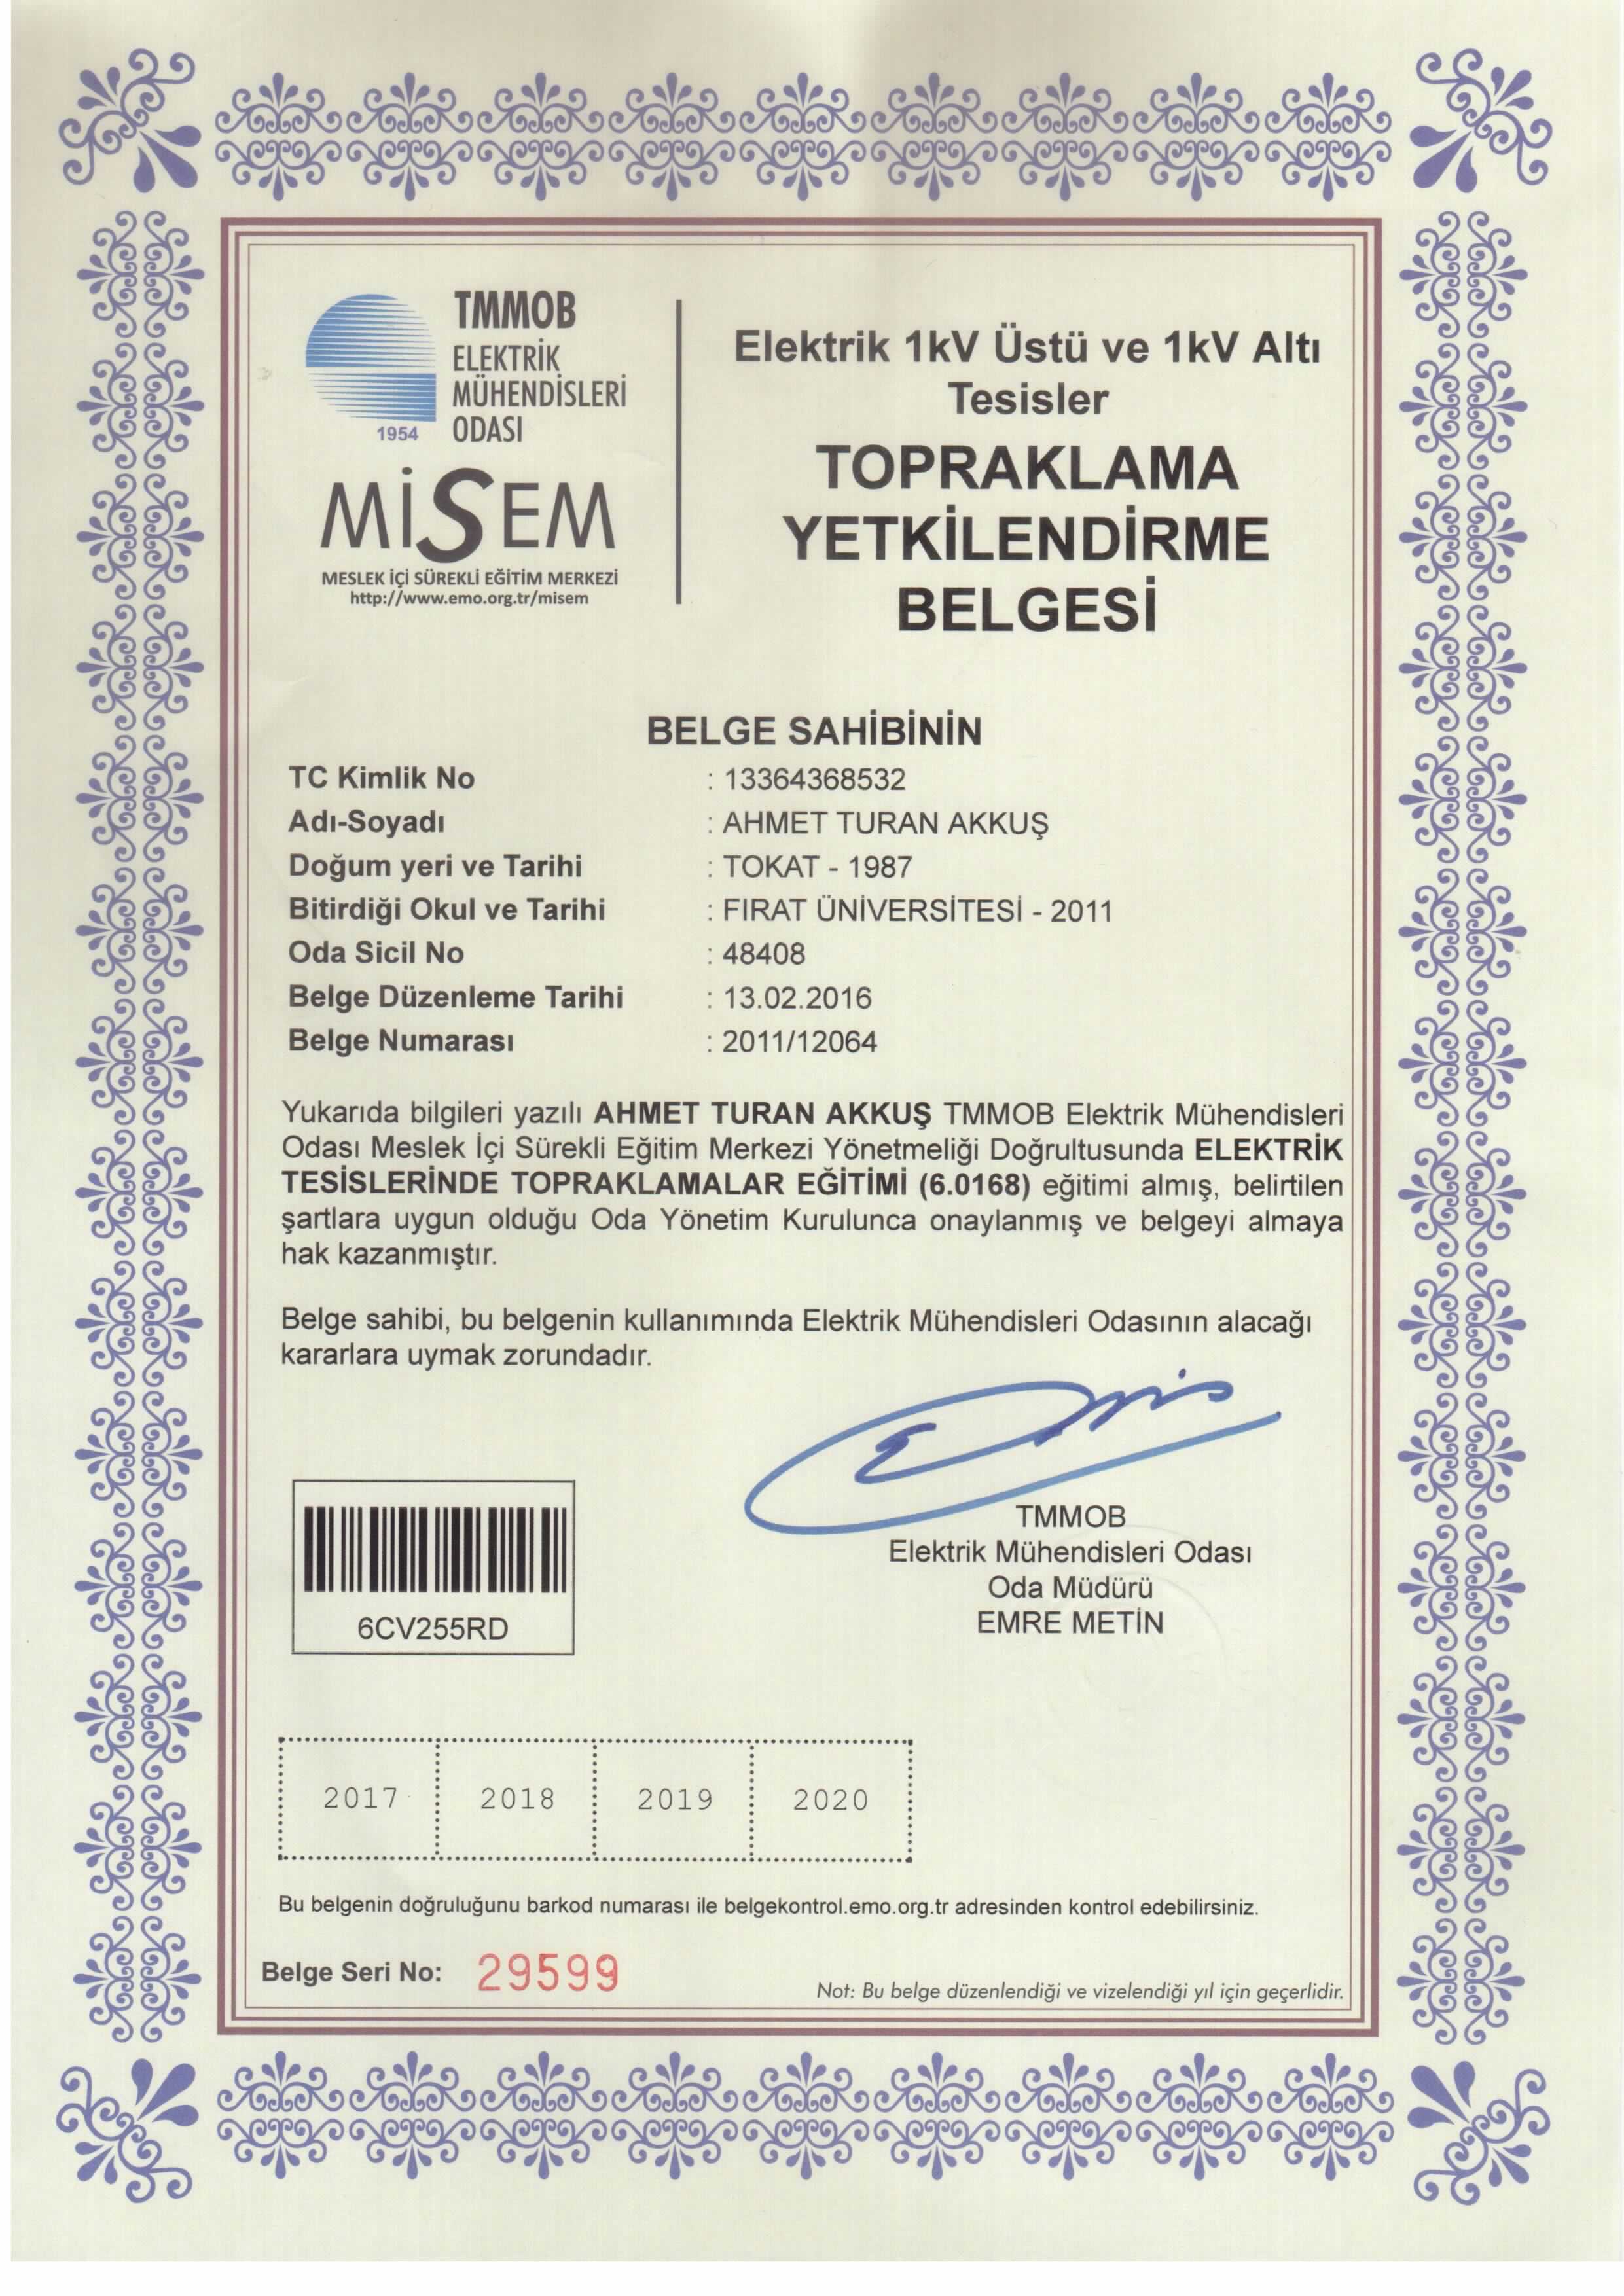 TMMOB
ELEKTRİK
MÜHENDİSLERİ
ODASI
1954
MİSEM
MESLEK İÇİ SÜREKLİ EĞİTİM MERKEZİ
http://www.emo.org.tr/misem
Elektrik 1kV Üstü ve 1kV Altı
Tesisler
TOPRAKLAMA
YETKİLENDİRME
BELGESİ
BELGE SAHİBİNİN
TC Kimlik No : 13364368532
Adı-Soyadı : AHMET TURAN AKKUŞ
Doğum yeri ve Tarihi : TOKAT - 1987
Bitirdiği Okul ve Tarihi : FIRAT ÜNİVERSİTESİ - 2011
Oda Sicil No : 48408
Belge Düzenleme Tarihi : 13.02.2016
Belge Numarası : 2011/12064
Yukarıda bilgileri yazılı AHMET TURAN AKKUŞ TMMOB Elektrik Mühendisleri
Odası Meslek İçi Sürekli Eğitim Merkezi Yönetmeliği Doğrultusunda ELEKTRİK
TESİSLERİNDE TOPRAKLAMALAR EĞİTİMİ (6.0168) eğitimi almış, belirtilen
şartlara uygun olduğu Oda Yönetim Kurulunca onaylanmış ve belgeyi almaya
hak kazanmıştır.
Belge sahibi, bu belgenin kullanımında Elektrik Mühendisleri Odasının alacağı
kararlara uymak zorundadır.
TMMOB
Elektrik Mühendisleri Odası
Oda Müdürü
EMRE METİN
6CV255RD
2017 2018 2019 2020
Bu belgenin doğruluğunu barkod numarası ile belgekontrol.emo.org.tr adresinden kontrol edebilirsiniz.
Belge Seri No: 29599
Not: Bu belge düzenlendiği ve vizelendiği yıl için geçerlidir.